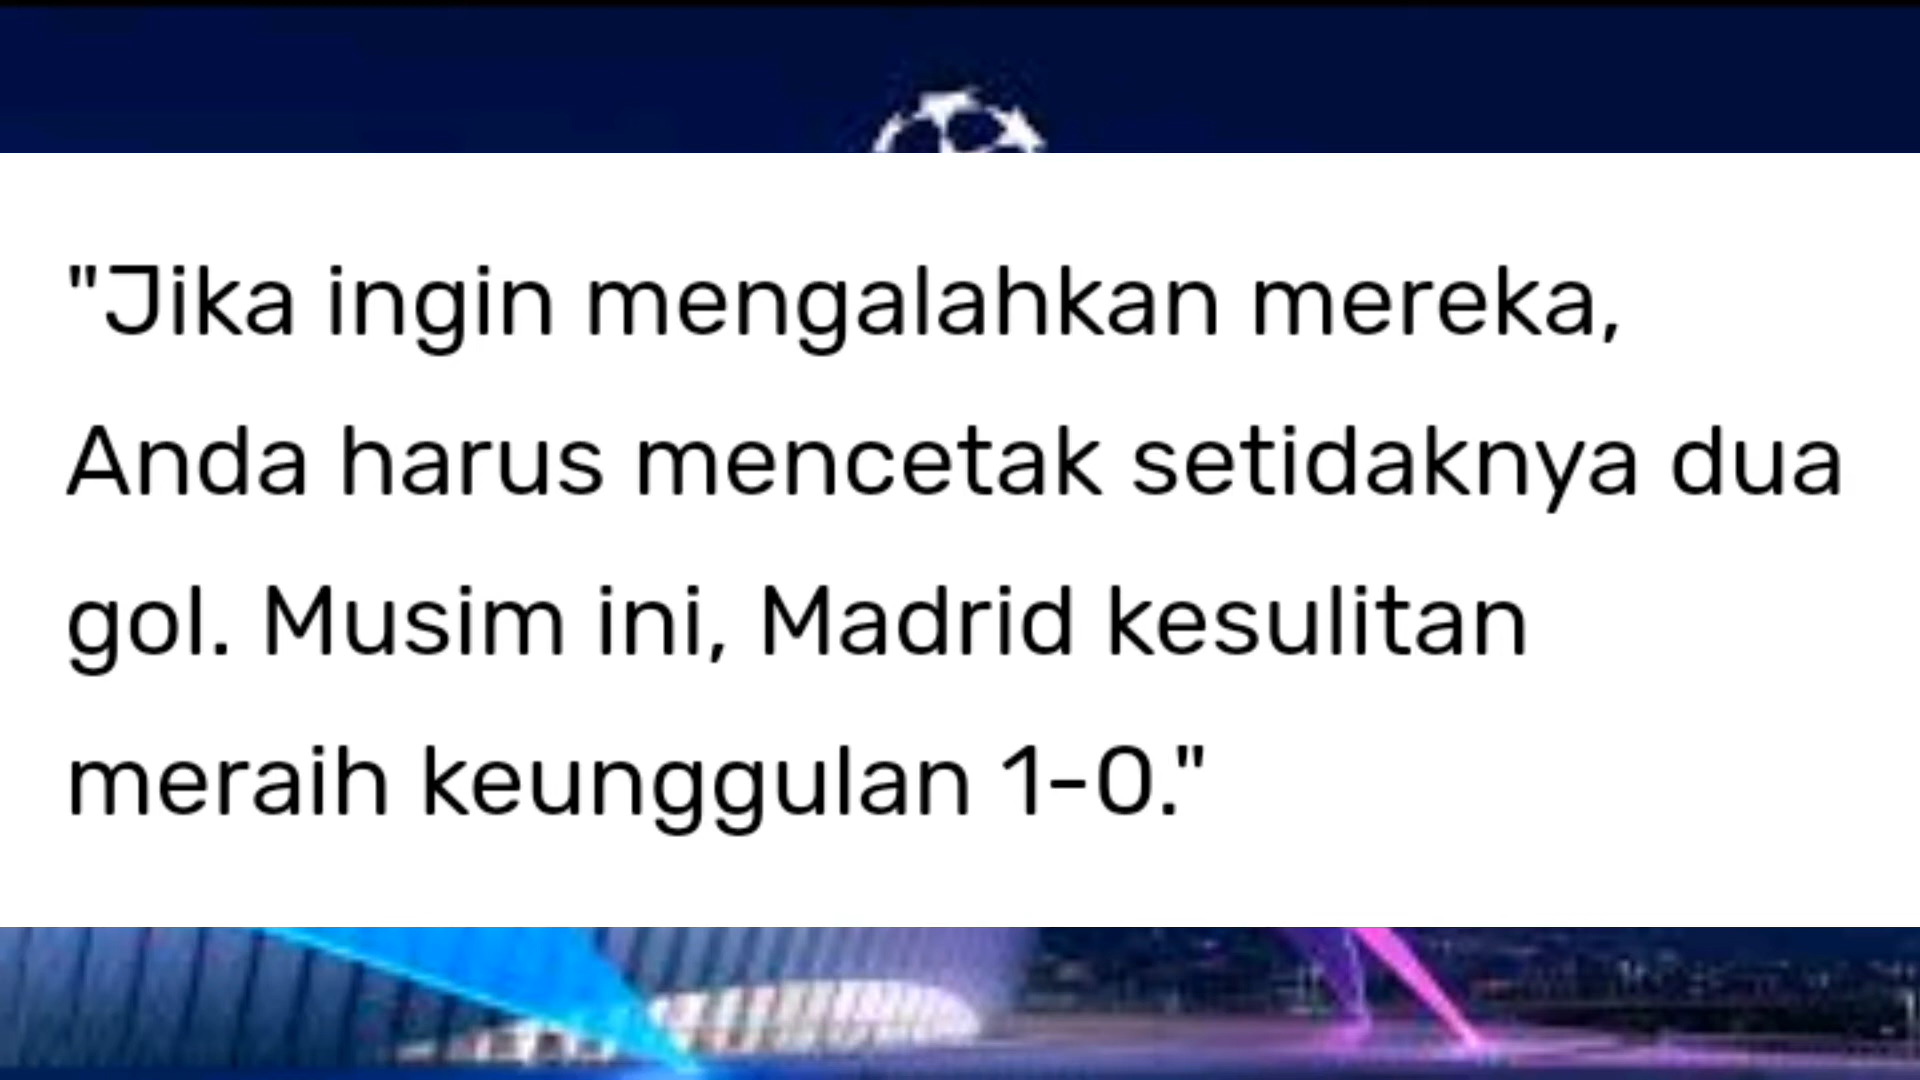 "Jika ingin mengalahkan mereka,
Anda harus mencetak setidaknya dua
gol. Musim ini, Madrid kesulitan
meraih keunggulan 1-0."